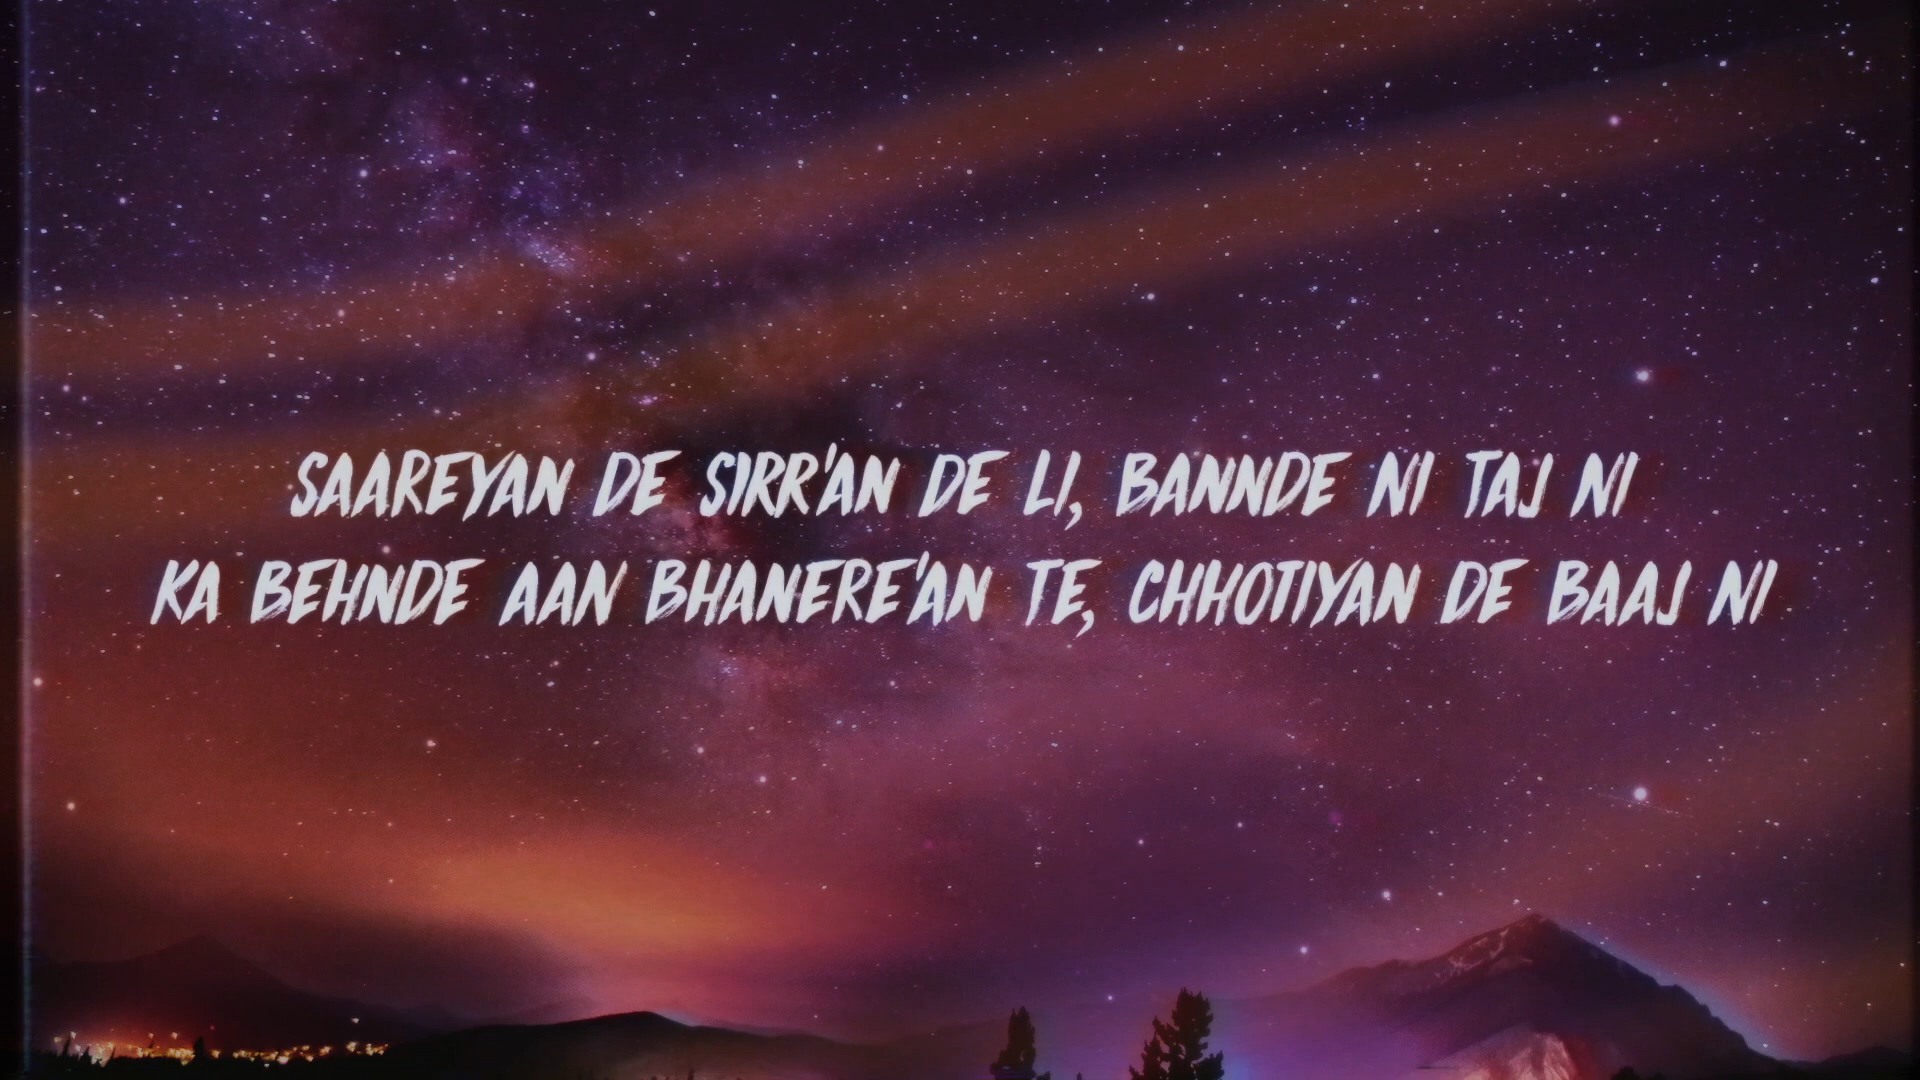 SAAREYAN DE SIRR'AN DE LI, BANNDE NI TAJ NI
KA BEHNDE AAN BHANERE'AN TE, CHHOTIYAN DE BAAJ NI